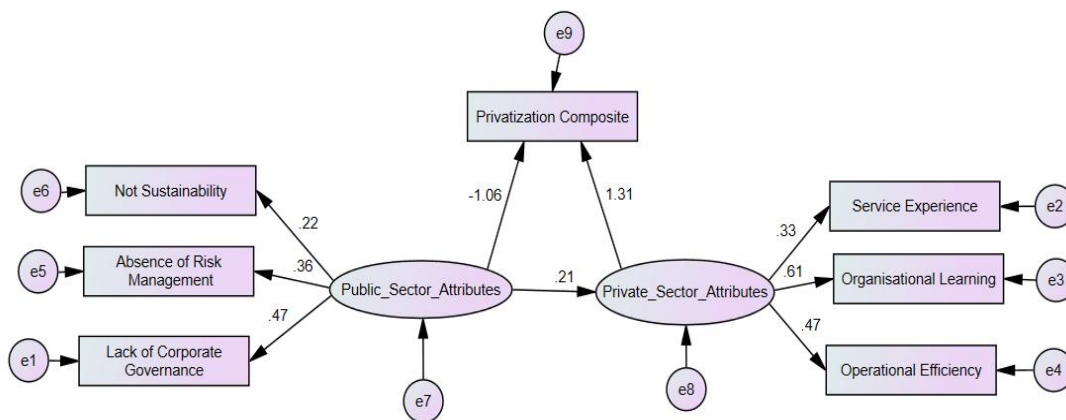 e9
Privatization Composite
e6
Not Sustainability
-1.06
1.31
Service Experience
e2
.22
.33
e5
Absence of Risk
Management
.36
Public_Sector_Attributes
.21
Private_Sector_Attributes
.61
Organisational Learning
e3
.47
.47
e1
Lack of Corporate
Governance
Operational Efficiency
e4
e7
e8